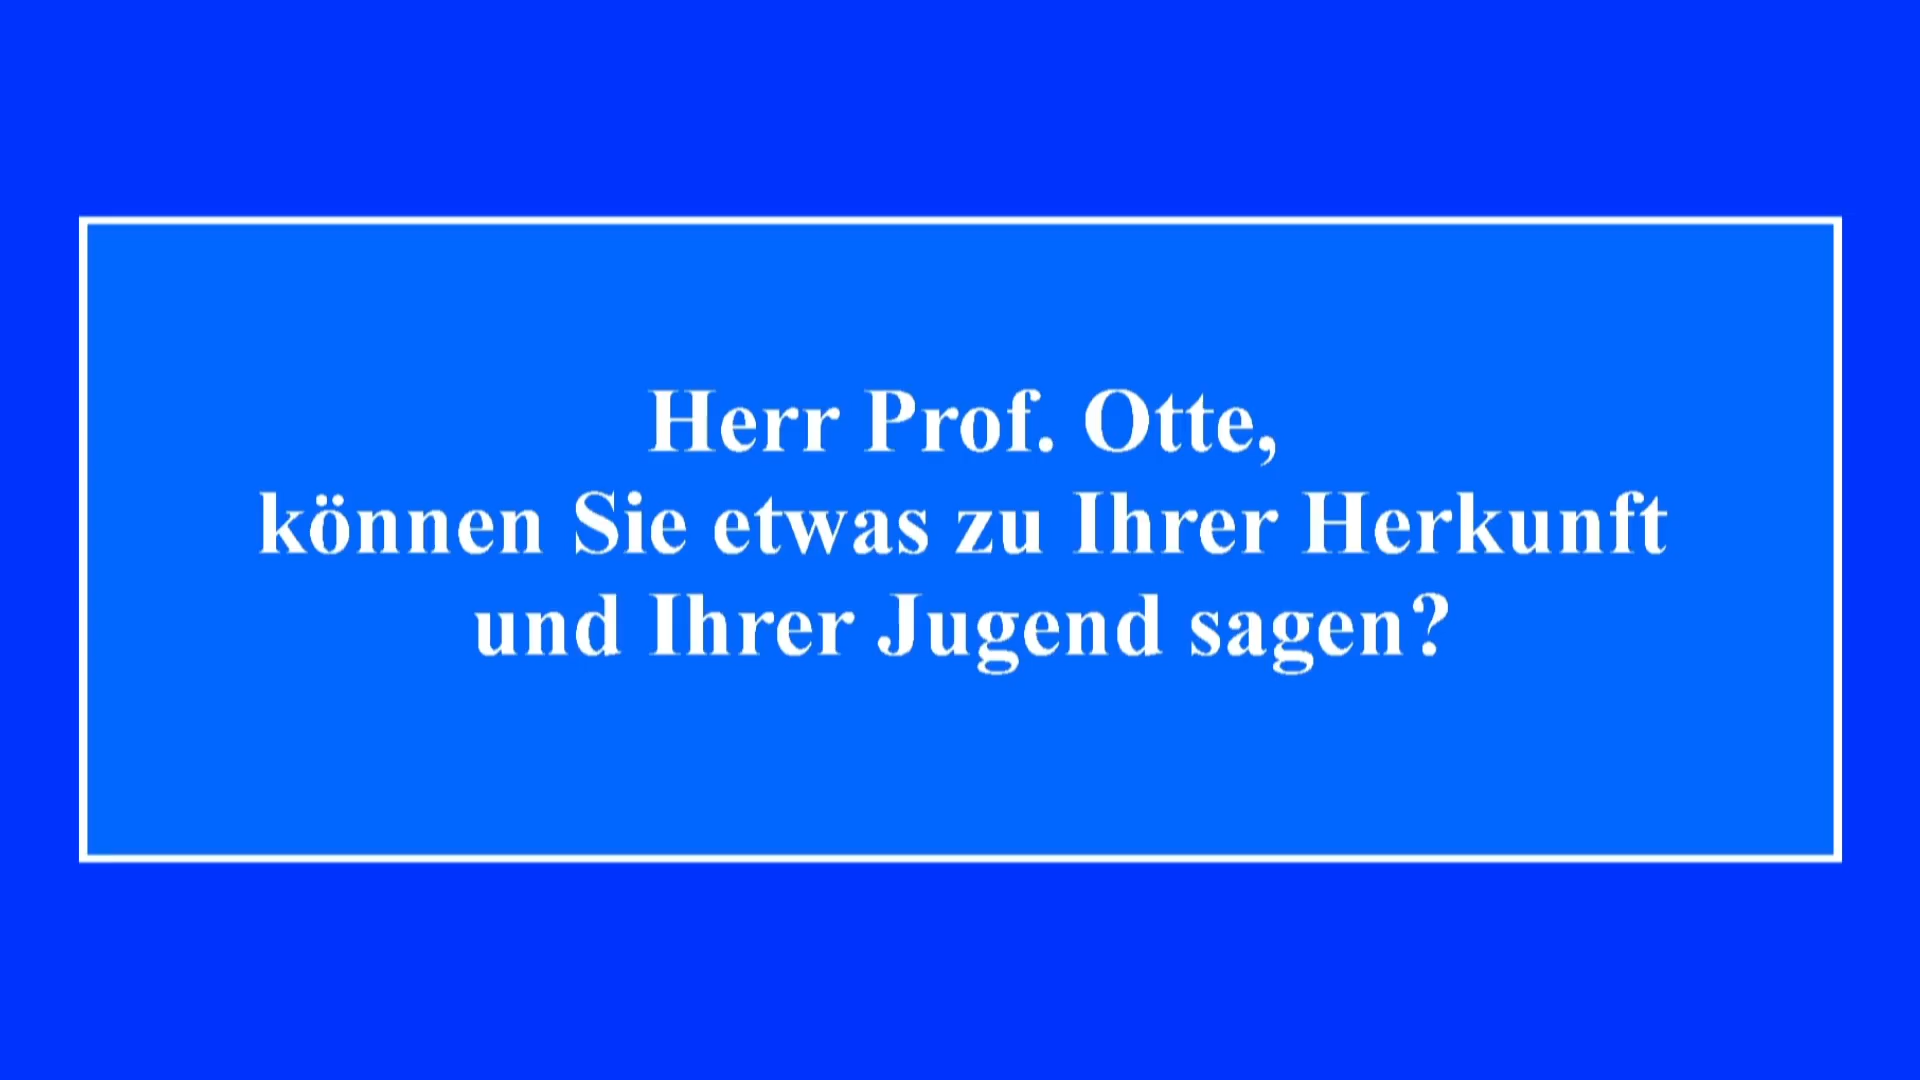 Herr Prof. Otte,
können Sie etwas zu Ihrer Herkunft
und Ihrer Jugend sagen?